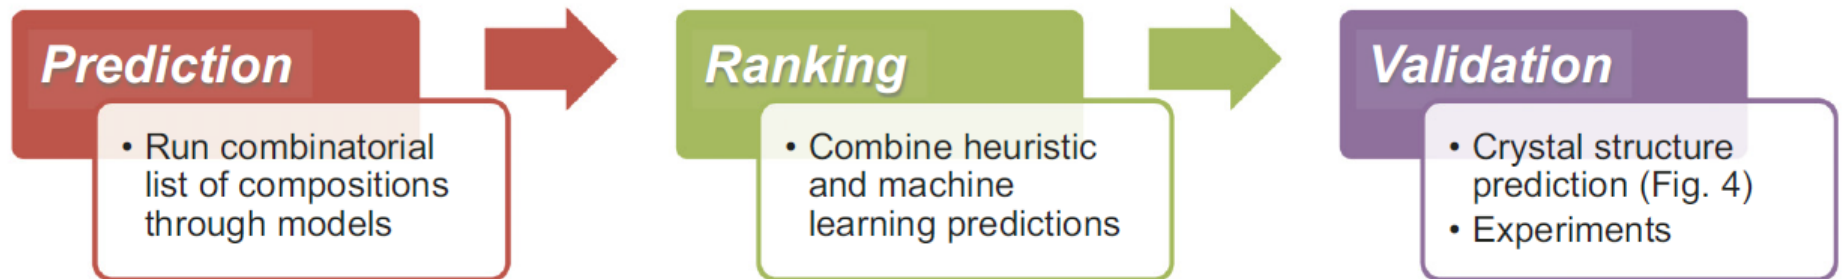 Prediction
• Run combinatorial
list of compositions
through models
Ranking
• Combine heuristic
and machine
learning predictions
Validation
• Crystal structure
prediction (Fig. 4)
• Experiments